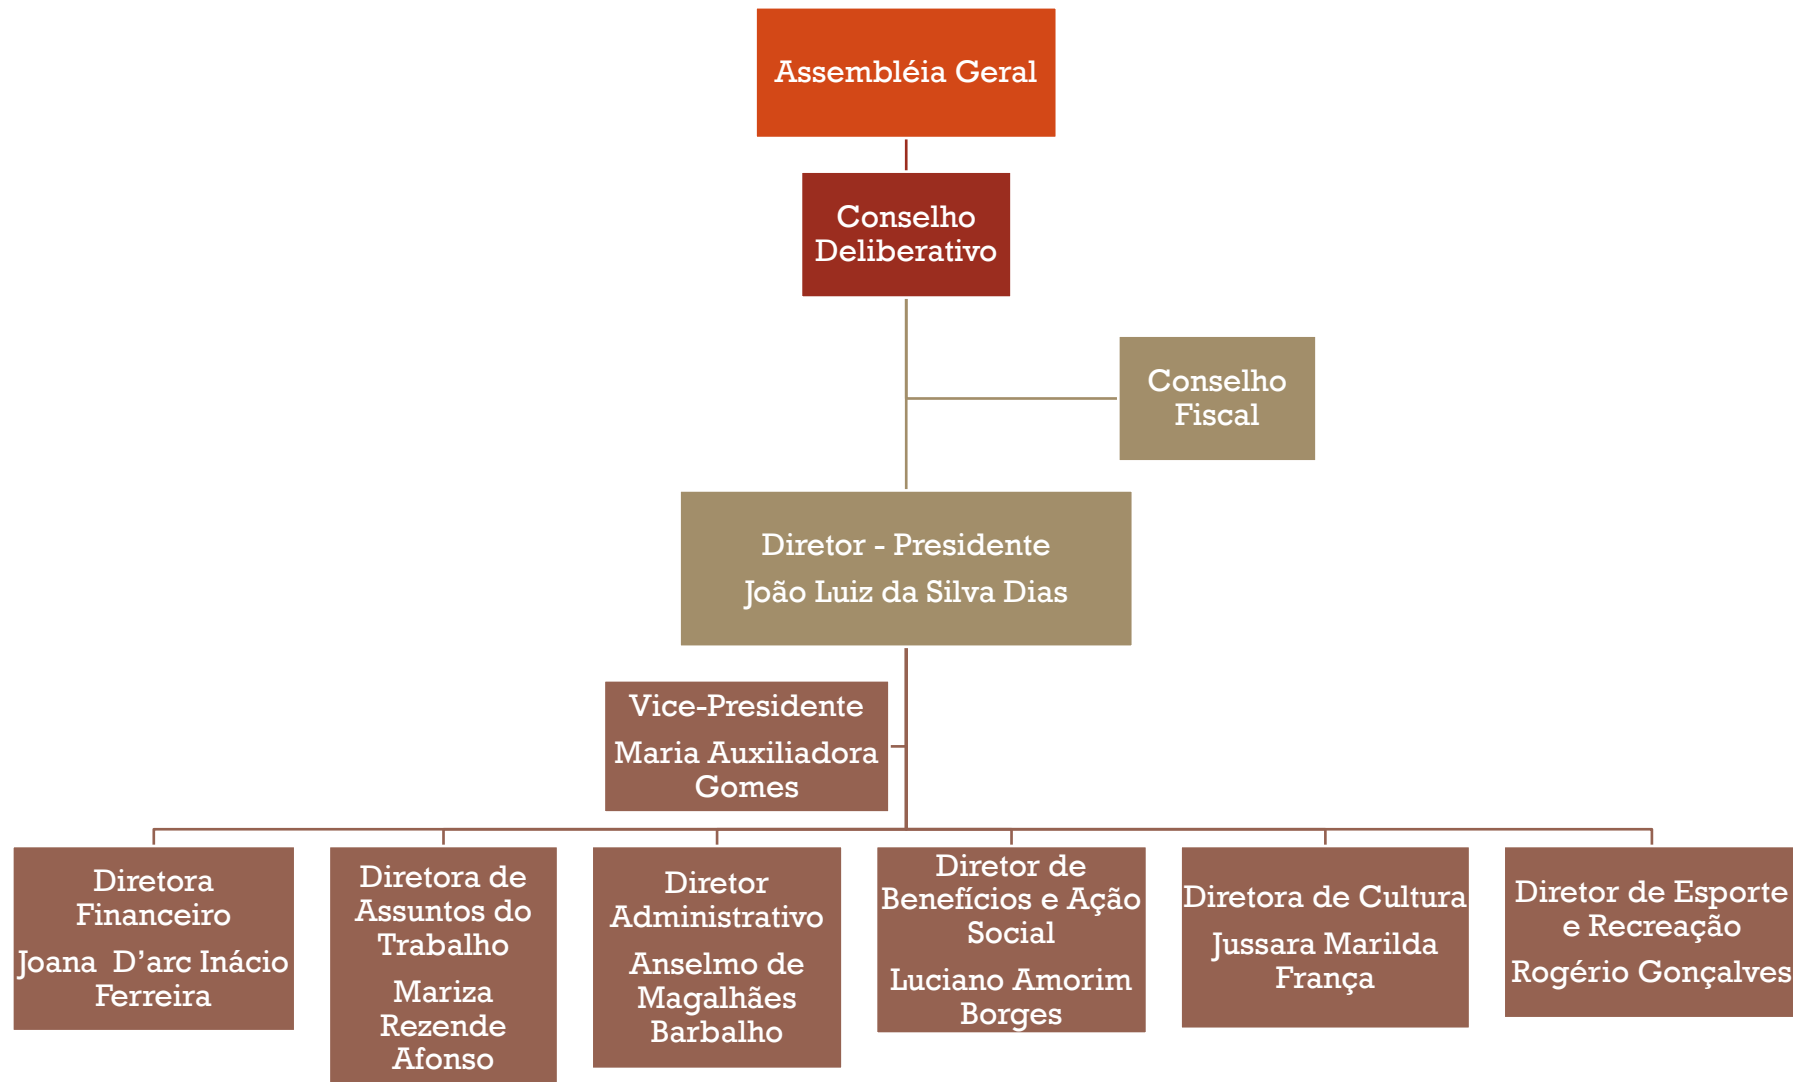 Assembléia Geral
Conselho
Deliberativo
Conselho
Fiscal
Diretor - Presidente
João Luiz da Silva Dias
Vice-Presidente
Maria Auxiliadora
Gomes
Diretora
Financeiro
Joana D’arc Inácio
Ferreira
Diretora de
Assuntos do
Trabalho
Mariza
Rezende
Afonso
Diretor
Administrativo
Anselmo de
Magalhães
Barbalho
Diretor de
Benefícios e Ação
Social
Luciano Amorim
Borges
Diretora de Cultura
Jussara Marilda
França
Diretor de Esporte
e Recreação
Rogério Gonçalves